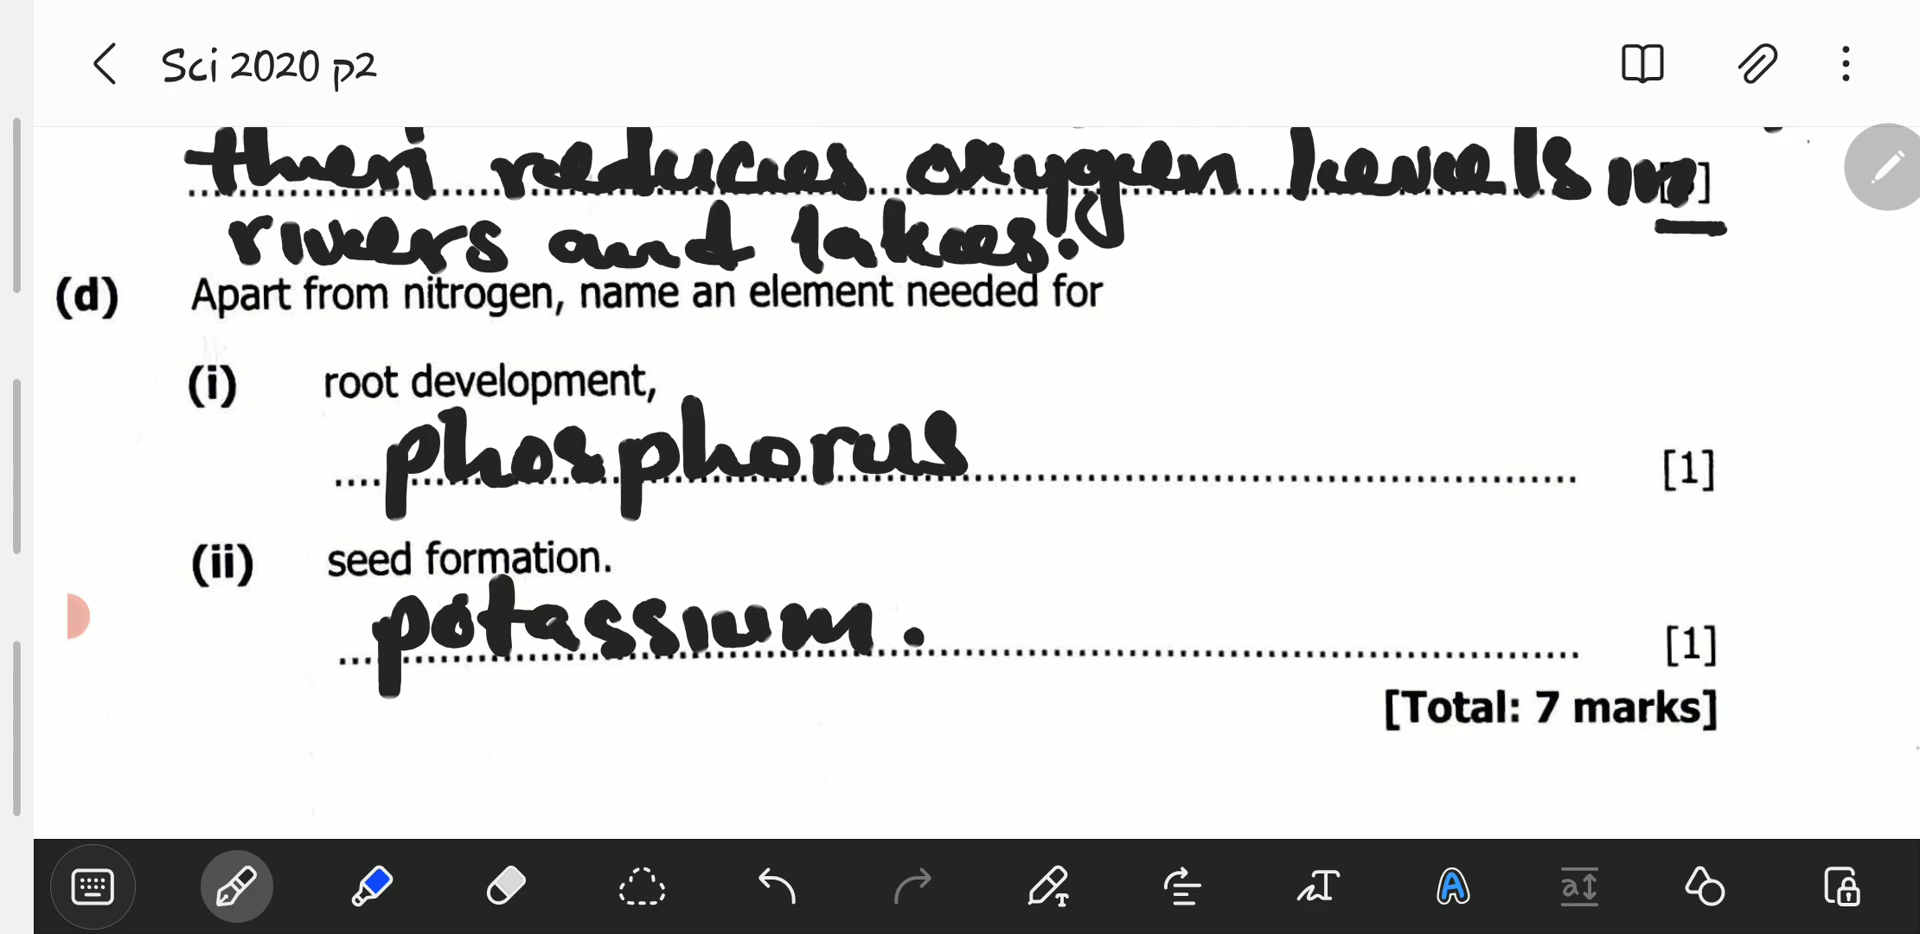 Sci 2020 p2
then reduces oxygen levels in ]
rivers and lakes.
(d) Apart from nitrogen, name an element needed for
(i) root development,
phosphorus [1]
(ii) seed formation.
potassium. [1]
[Total: 7 marks]